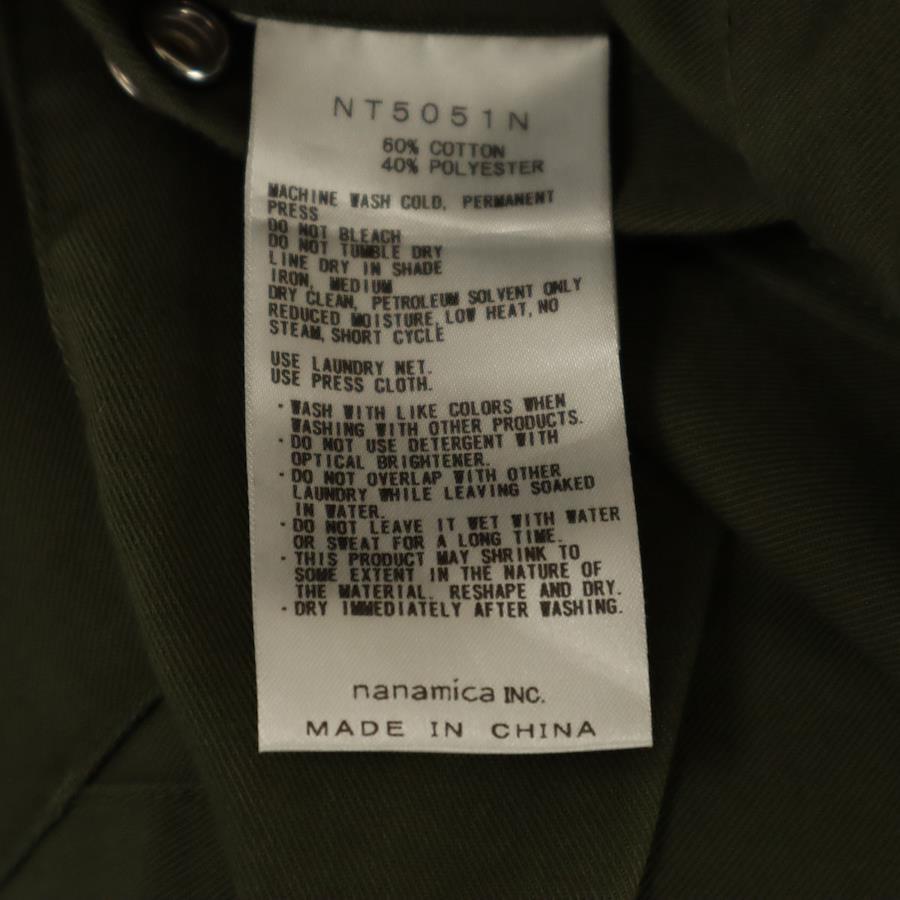 NT5051N
60% COTTON
40% POLYESTER
MACHINE WASH COLD, PERMANENT
PRESS
DO NOT BLEACH
DO NOT TUMBLE DRY
LINE DRY IN SHADE
IRON, MEDIUM
DRY CLEAN, PETROLEUM SOLVENT ONLY
REDUCED MOISTURE, LOW HEAT, NO
STEAM, SHORT CYCLE
USE LAUNDRY NET.
USE PRESS CLOTH.
・WASH WITH LIKE COLORS WHEN
WASHING WITH OTHER PRODUCTS.
・DO NOT USE DETERGENT WITH
OPTICAL BRIGHTENER.
・DO NOT OVERLAP WITH OTHER
LAUNDRY WHILE LEAVING SOAKED
IN WATER.
・DO NOT LEAVE IT WET WITH WATER
OR SWEAT FOR A LONG TIME.
・THIS PRODUCT MAY SHRINK TO
SOME EXTENT IN THE NATURE OF
THE MATERIAL. RESHAPE AND DRY.
・DRY IMMEDIATELY AFTER WASHING.
nanamica INC.
MADE IN CHINA